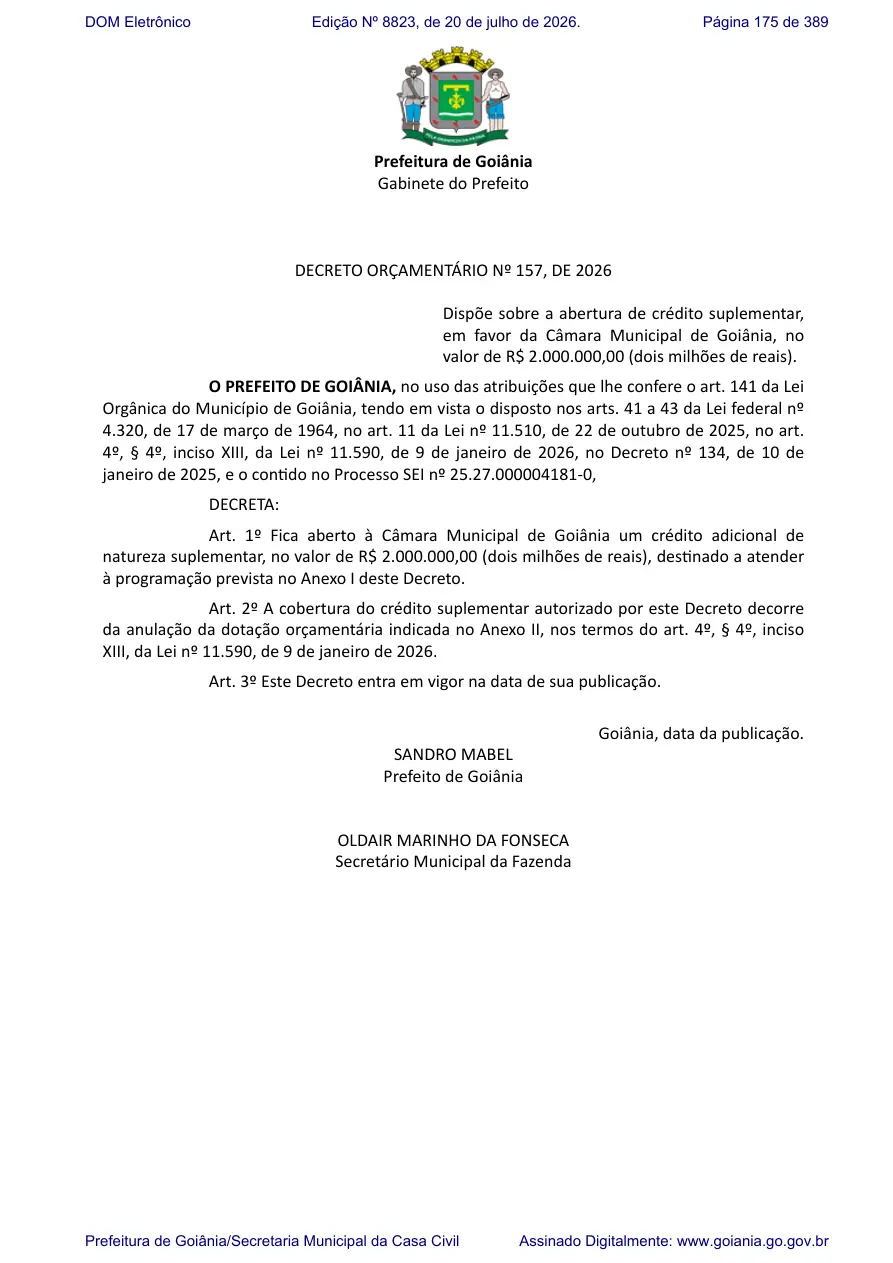 DOM Eletrônico Edição Nº 8823, de 20 de julho de 2026. Página 175 de 389
PELA GRANDEZA DA PÁTRIA
Prefeitura de Goiânia
Gabinete do Prefeito
DECRETO ORÇAMENTÁRIO Nº 157, DE 2026
Dispõe sobre a abertura de crédito suplementar,
em favor da Câmara Municipal de Goiânia, no
valor de R$ 2.000.000,00 (dois milhões de reais).
O PREFEITO DE GOIÂNIA, no uso das atribuições que lhe confere o art. 141 da Lei
Orgânica do Município de Goiânia, tendo em vista o disposto nos arts. 41 a 43 da Lei federal nº
4.320, de 17 de março de 1964, no art. 11 da Lei nº 11.510, de 22 de outubro de 2025, no art.
4º, § 4º, inciso XIII, da Lei nº 11.590, de 9 de janeiro de 2026, no Decreto nº 134, de 10 de
janeiro de 2025, e o contido no Processo SEI nº 25.27.000004181-0,
DECRETA:
Art. 1º Fica aberto à Câmara Municipal de Goiânia um crédito adicional de
natureza suplementar, no valor de R$ 2.000.000,00 (dois milhões de reais), destinado a atender
à programação prevista no Anexo I deste Decreto.
Art. 2º A cobertura do crédito suplementar autorizado por este Decreto decorre
da anulação da dotação orçamentária indicada no Anexo II, nos termos do art. 4º, § 4º, inciso
XIII, da Lei nº 11.590, de 9 de janeiro de 2026.
Art. 3º Este Decreto entra em vigor na data de sua publicação.
Goiânia, data da publicação.
SANDRO MABEL
Prefeito de Goiânia
OLDAIR MARINHO DA FONSECA
Secretário Municipal da Fazenda
Prefeitura de Goiânia/Secretaria Municipal da Casa Civil Assinado Digitalmente: www.goiania.go.gov.br